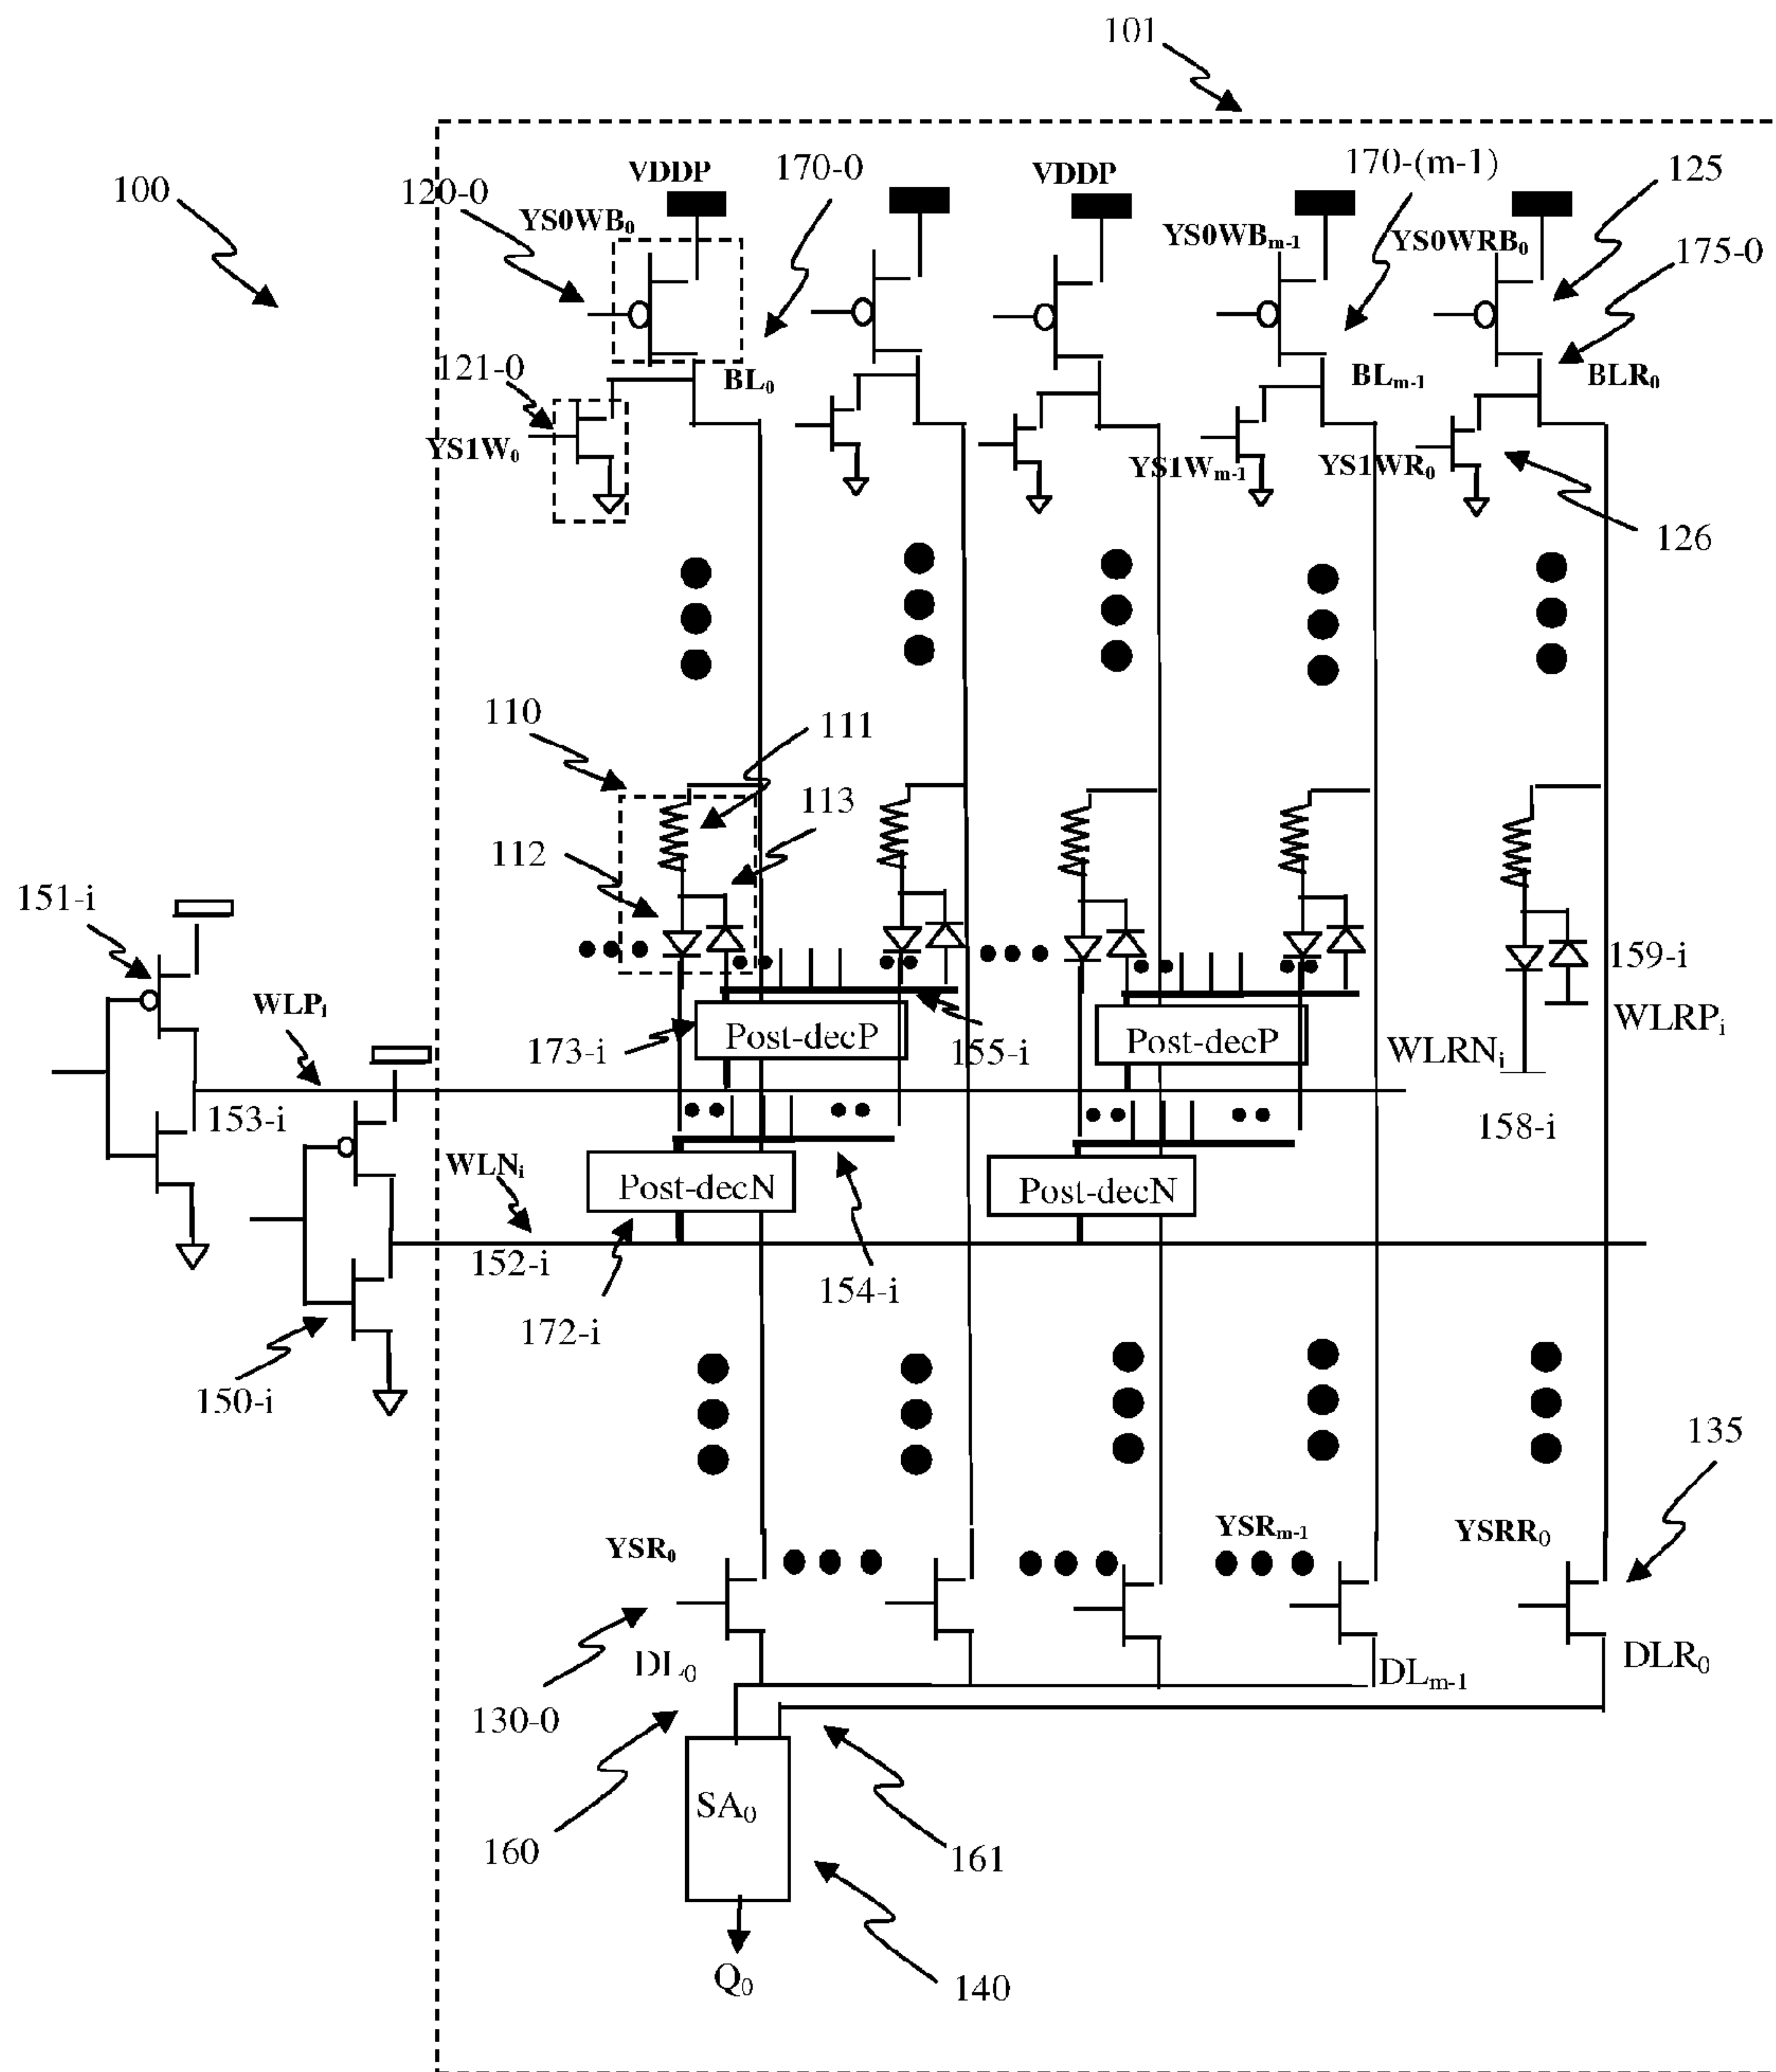 101
100
120-0
VDDP
170-0
VDDP
170-(m-1)
125
YS0WB0
YS0WBm-1
YS0WRB0
175-0
121-0
BL0
BLm-1
BLR0
YS1W0
YS1Wm-1
YS1WR0
126
110
111
113
112
151-i
159-i
WLPi
Post-decP
Post-decP
WLRPi
173-i
155-i
WLRNi
153-i
158-i
WLNi
Post-decN
Post-decN
152-i
154-i
172-i
150-i
135
YSR0
YSRm-1
YSRR0
DL0
DLm-1
DLR0
130-0
SA0
160
161
Q0
140